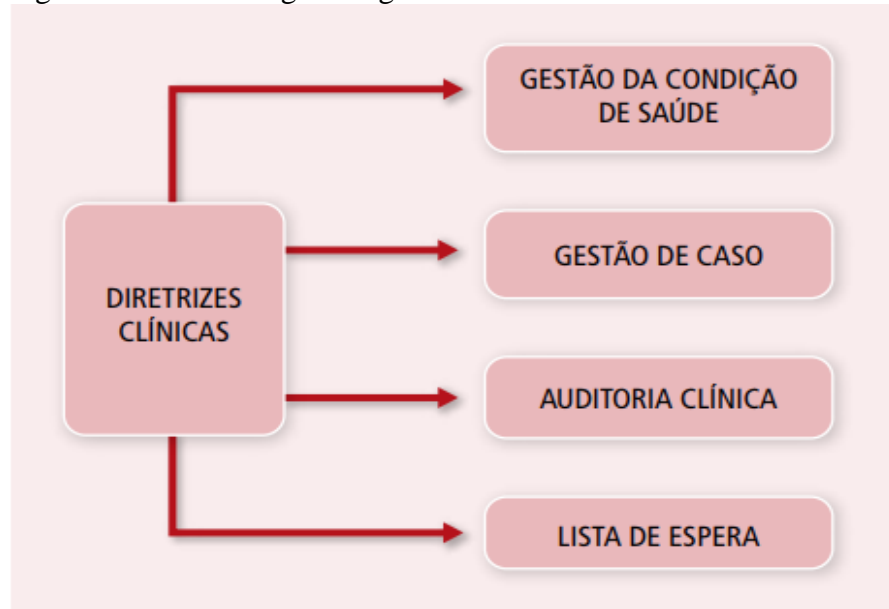 DIRETRIZES
CLÍNICAS
GESTÃO DA CONDIÇÃO
DE SAÚDE
GESTÃO DE CASO
AUDITORIA CLÍNICA
LISTA DE ESPERA